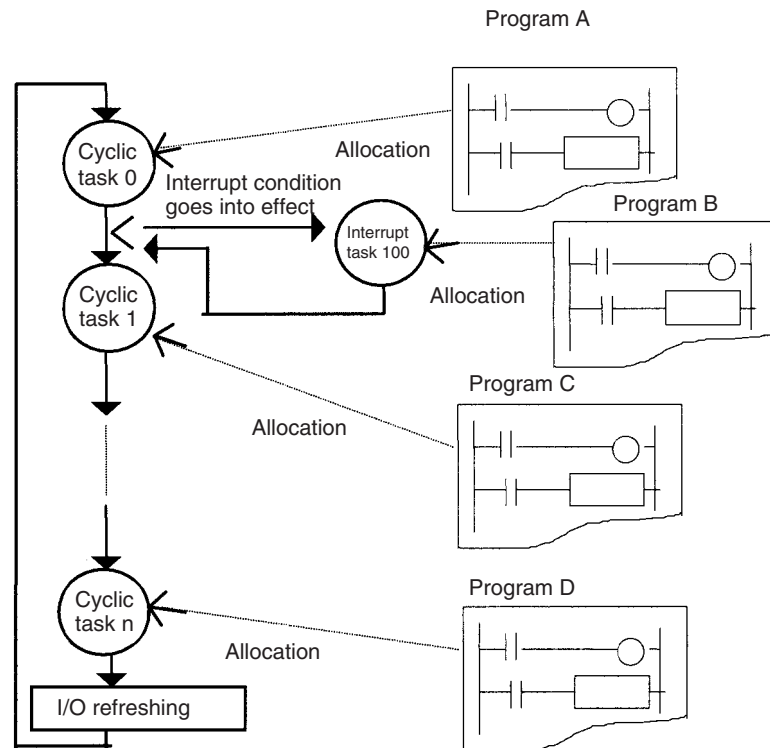 Program A
Cyclic
task 0
Allocation
Interrupt condition
goes into effect
Program B
Interrupt
task 100
Allocation
Cyclic
task 1
Program C
Allocation
Cyclic
task n
Program D
Allocation
I/O refreshing